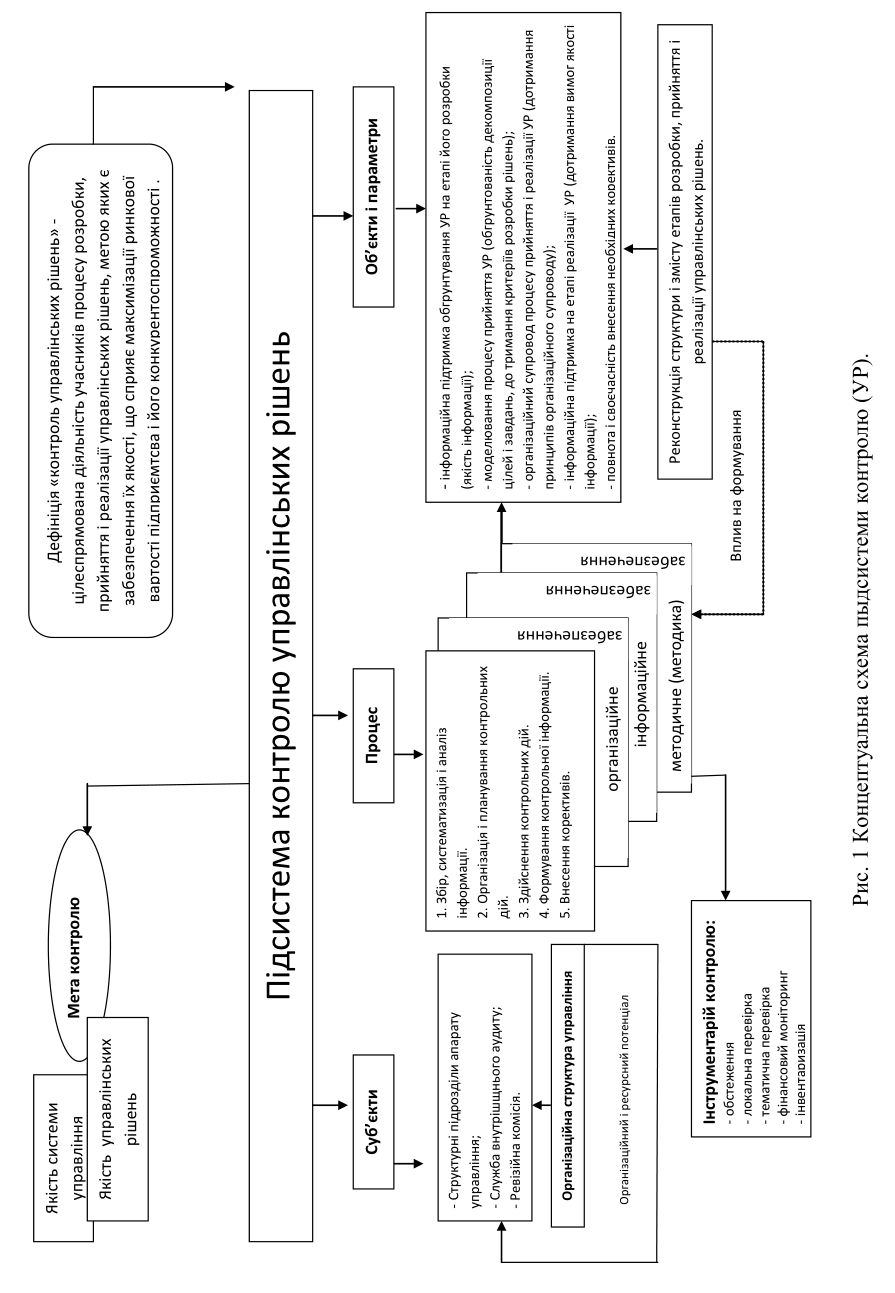 Якість системи
управління
Якість управлінських
рішень
Мета контролю
Дефініція «контроль управлінських рішень» -
цілеспрямована діяльність учасників процесу розробки,
прийняття і реалізації управлінських рішень, метою яких є
забезпечення їх якості, що сприяє максимізації ринкової
вартості підприємтсва і його конкурентоспроможності .
Підсистема контролю управлінських рішень
Суб’єкти
Процес
Об’єкти і параметри
- Структурні підрозділи апарату
управління;
- Служба внутрішщнього аудиту;
- Ревізійна комісія.
Організаційна структура управління
Організаційний і ресурсний потенціал
1. Збір, систематизація і аналіз
інформації.
2. Організація і планування контрольних
дій.
3. Здійснення контрольних дій.
4. Формування контрольної інформації.
5. Внесення корективів.
організаційне
забезпечення
інформаційне
забезпечення
методичне (методика)
забезпечення
- інформаційна підтримка обгрунтування УР на етапі його розробки
(якість інформації);
- моделювання процесу прийняття УР (обгрунтованість декомпозиції
цілей і завдань, до тримання критеріїв розробки рішень);
- організаційний супровод процесу прийняття і реалізації УР (дотримання
принципів організаційного супроводу);
- інформаційна підтримка на етапі реалізації УР (дотримання вимог якості
інформації);
- повнота і своєчасність внесення необхідних корективів.
Реконструкція структури і змісту етапів розробки, прийняття і
реалізації управлінських рішень.
Вплив на формування
Інструментарій контролю:
- обстеження
- локальна перевірка
- тематична перевірка
- фінансовий моніторинг
- інвентаризація
Рис. 1 Концептуальна схема пыдсистеми контролю (УР).